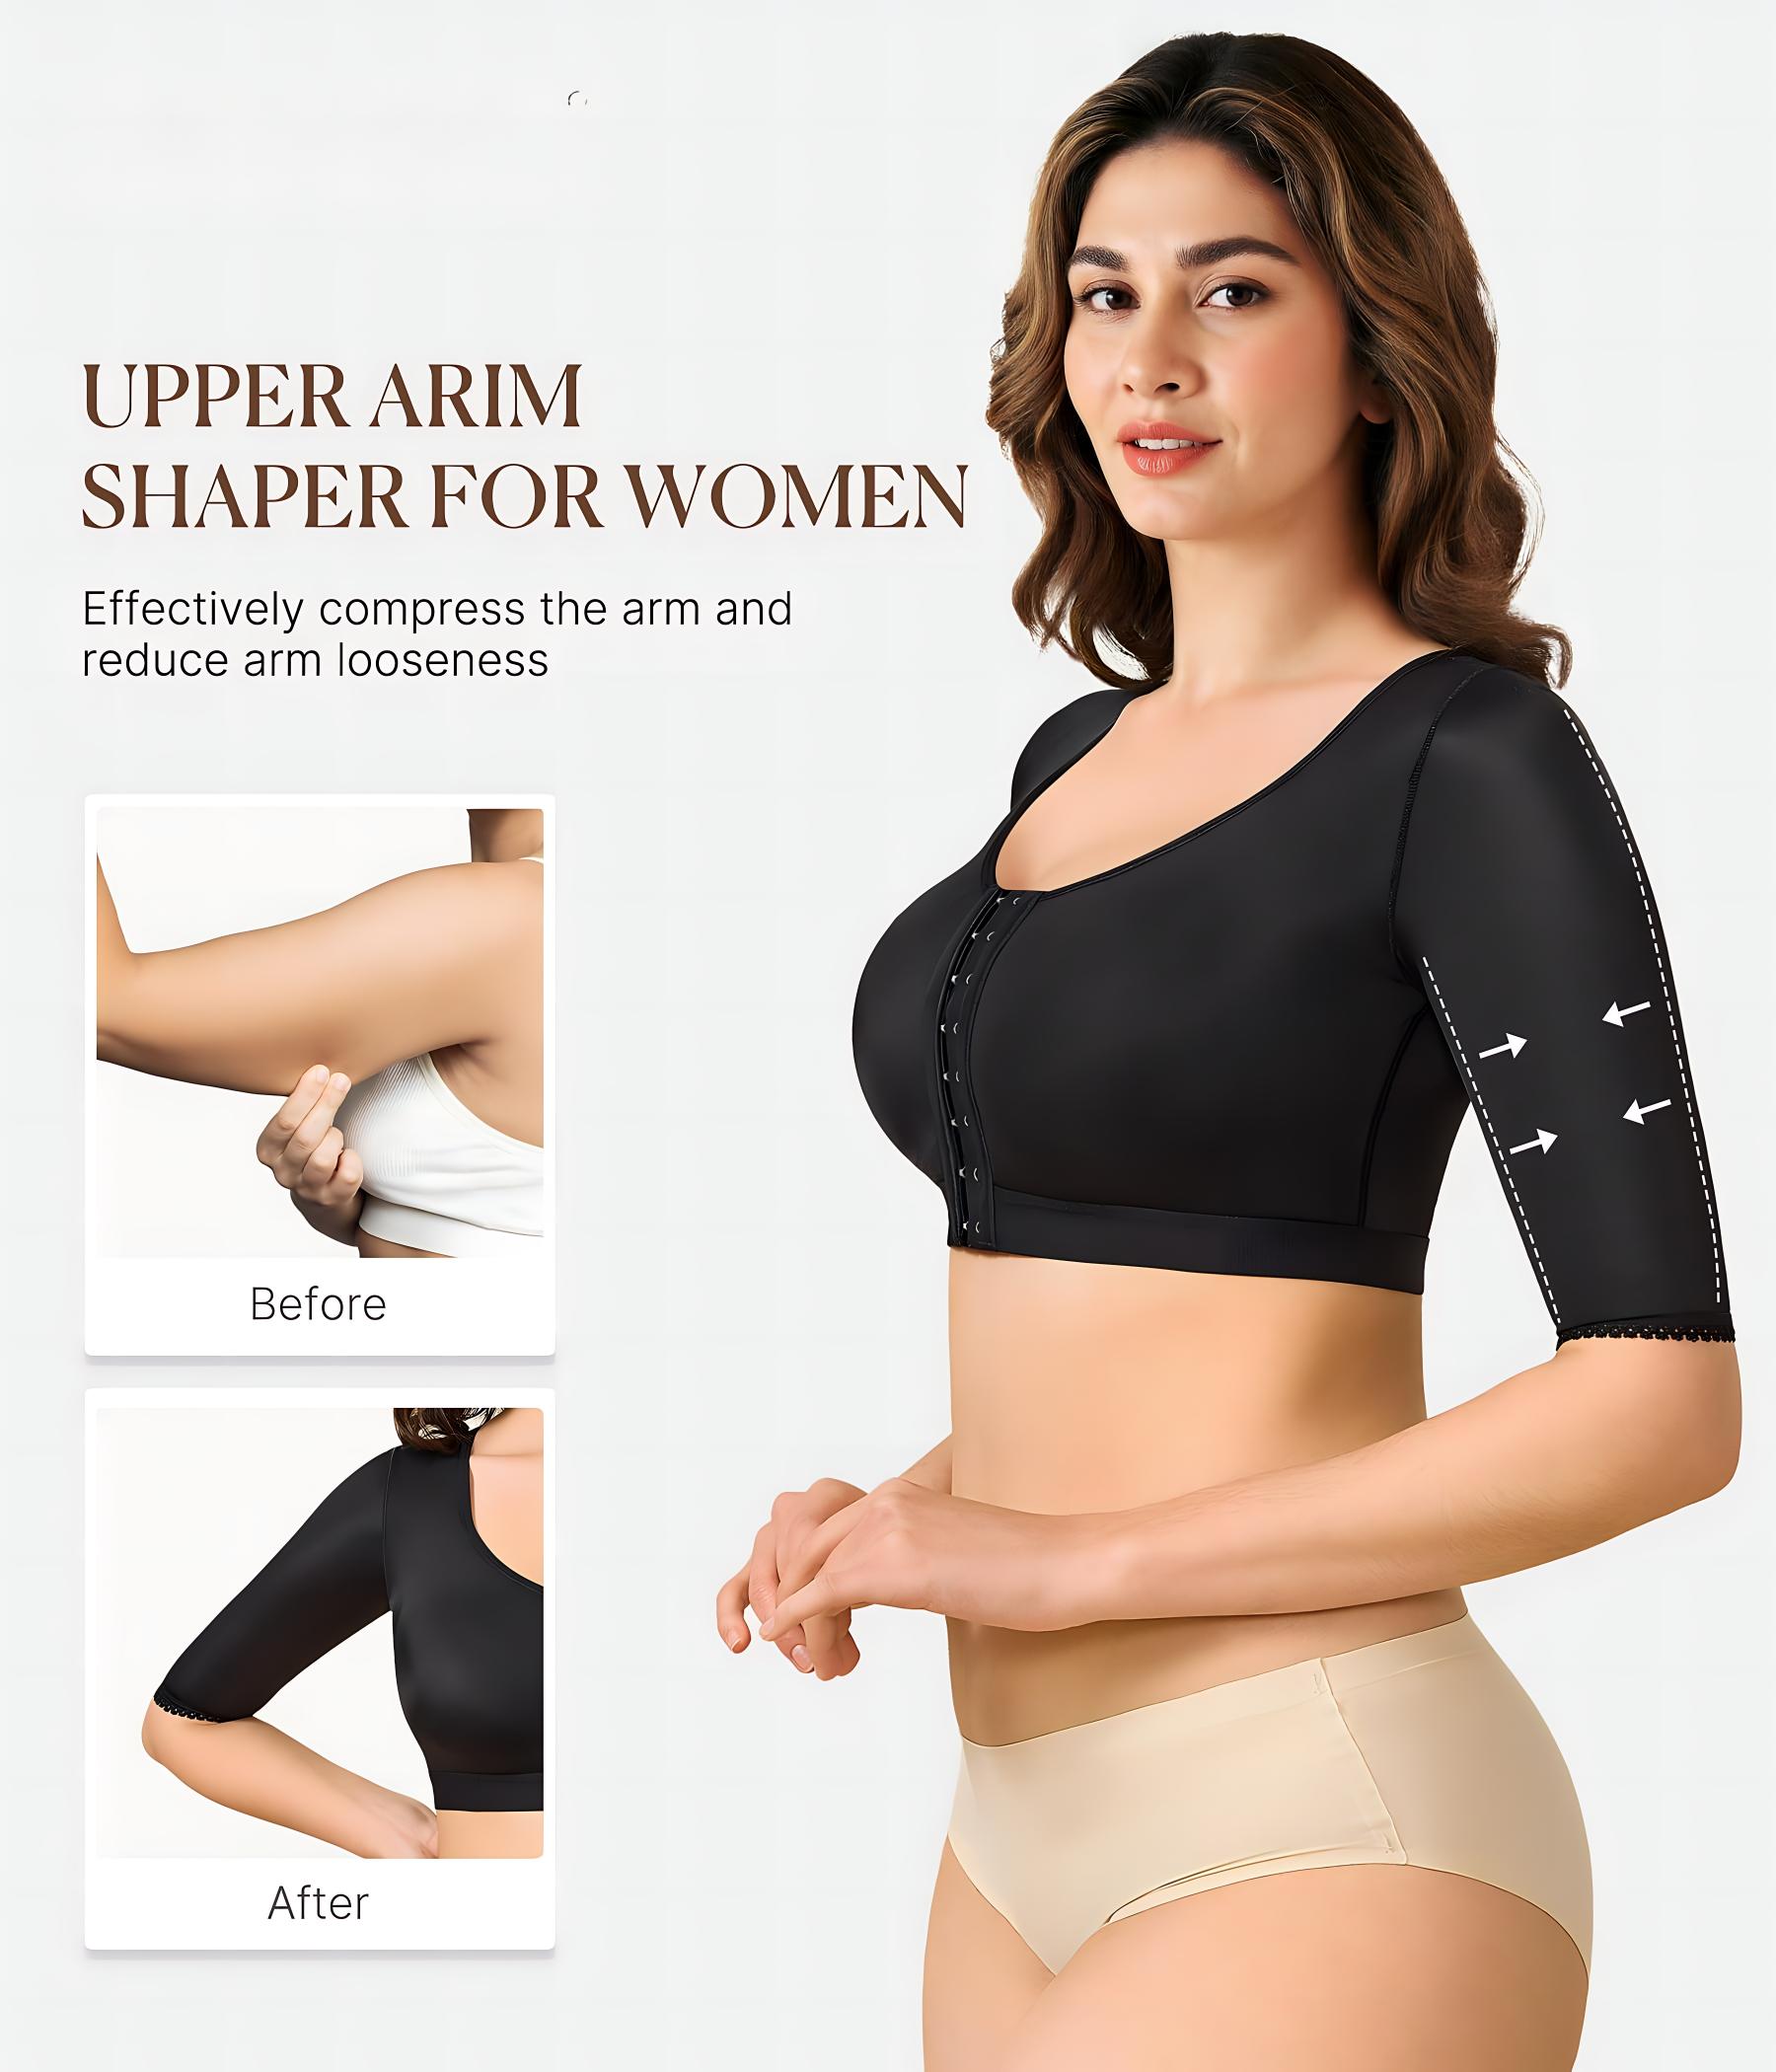 UPPER ARIM
SHAPER FOR WOMEN
Effectively compress the arm and
reduce arm looseness
Before
After